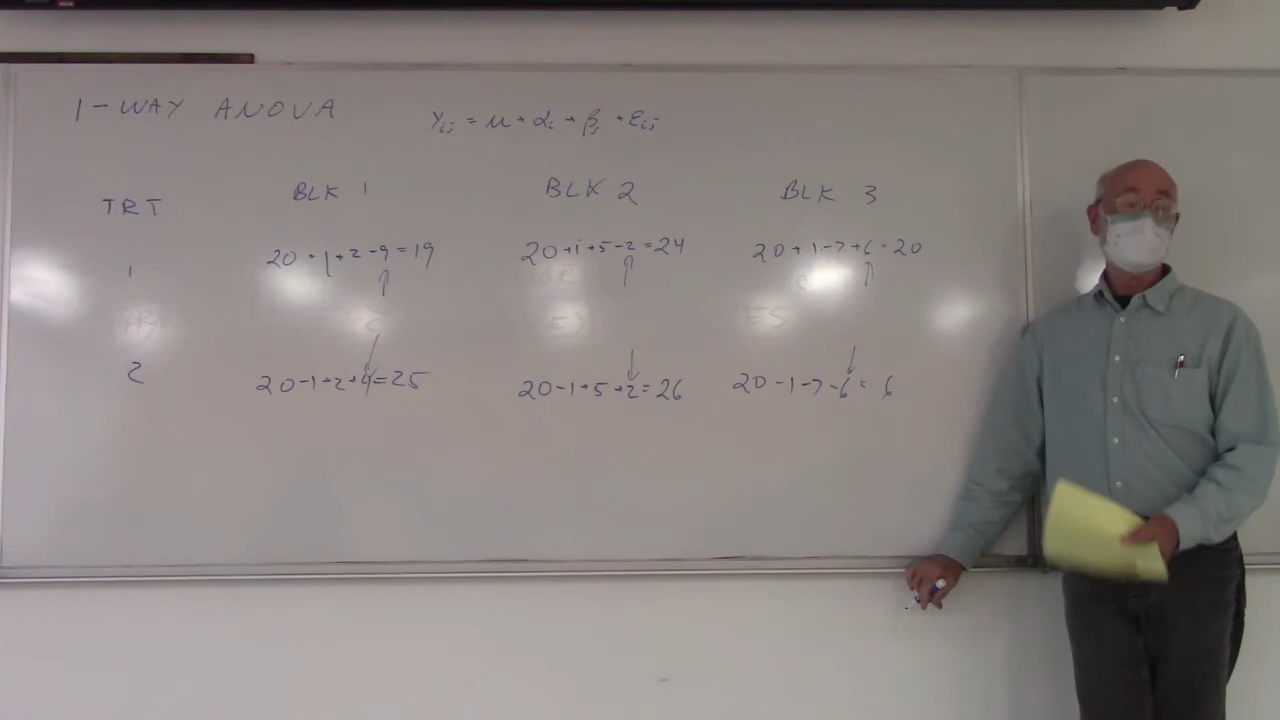 1-WAY ANOVA Yij = μ + αi + βj + εij
TRT BLK 1 BLK 2 BLK 3
1 20+1+2-4=19 20+1+5-2=24 20+1-7+6=20
2 20-1+2+4=25 20-1+5+2=26 20-1-7-6=6